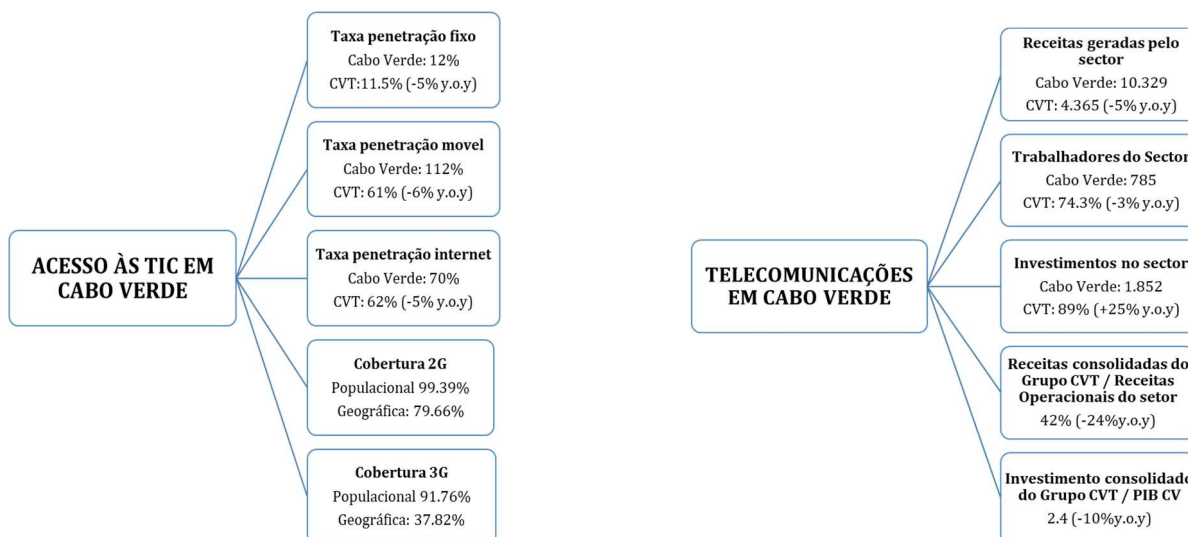 Taxa penetração fixo
Cabo Verde: 12%
CVT:11.5% (-5% y.o.y)
Taxa penetração movel
Cabo Verde: 112%
CVT: 61% (-6% y.o.y)
ACESSO ÀS TIC EM
CABO VERDE
Taxa penetração internet
Cabo Verde: 70%
CVT: 62% (-5% y.o.y)
Cobertura 2G
Populacional 99.39%
Geográfica: 79.66%
Cobertura 3G
Populacional 91.76%
Geográfica: 37.82%
Receitas geradas pelo
sector
Cabo Verde: 10.329
CVT: 4.365 (-5% y.o.y)
Trabalhadores do Sector
Cabo Verde: 785
CVT: 74.3% (-3% y.o.y)
TELECOMUNICAÇÕES
EM CABO VERDE
Investimentos no sector
Cabo Verde: 1.852
CVT: 89% (+25% y.o.y)
Receitas consolidadas do
Grupo CVT / Receitas
Operacionais do setor
42% (-24%y.o.y)
Investimento consolidado
do Grupo CVT / PIB CV
2.4 (-10%y.o.y)